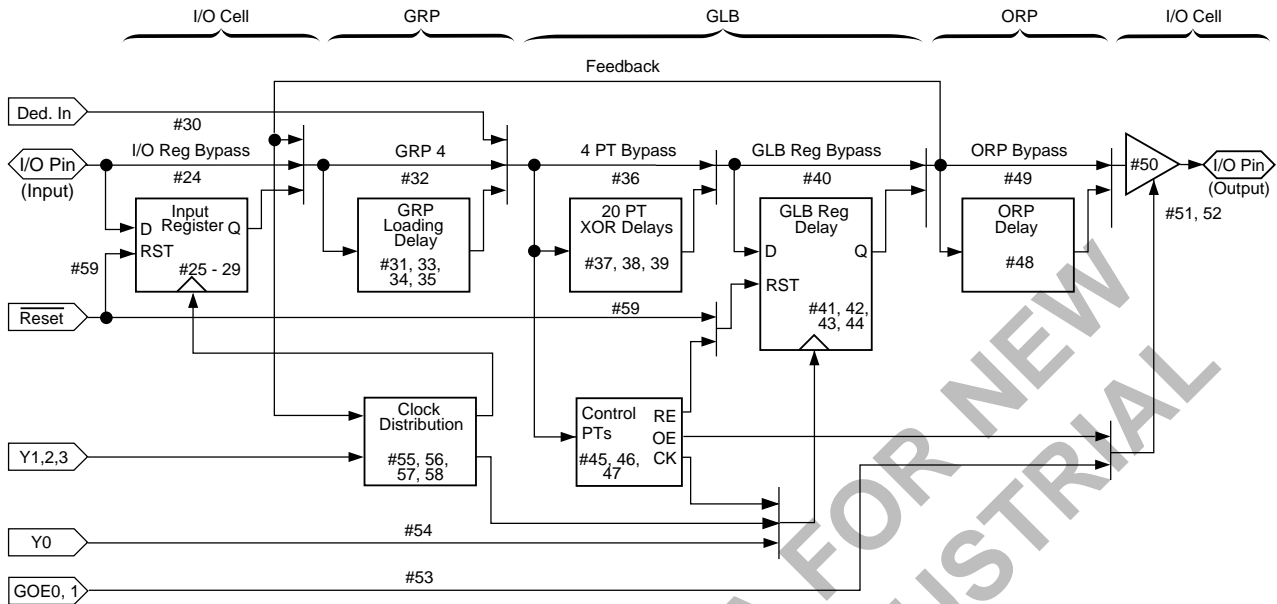 I/O Cell GRP GLB ORP I/O Cell
Feedback
Ded. In
#30
I/O Pin
(Input)
I/O Reg Bypass
#24
GRP 4
#32
4 PT Bypass
#36
GLB Reg Bypass
#40
ORP Bypass
#49
#50
I/O Pin
(Output)
#51, 52
Input
Register
D
Q
RST
#25 - 29
GRP
Loading
Delay
#31, 33,
34, 35
20 PT
XOR Delays
#37, 38, 39
GLB Reg
Delay
D
Q
RST
#41, 42,
43, 44
ORP
Delay
#48
#59
Reset
#59
Clock
Distribution
#55, 56,
57, 58
Control
PTs
#45, 46,
47
RE
OE
CK
Y1,2,3
Y0
#54
GOE0, 1
#53
FOR NEW
USTRIAL